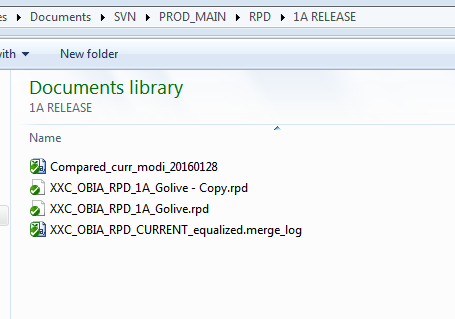 es ▸ Documents ▸ SVN ▸ PROD_MAIN ▸ RPD ▸ 1A RELEASE
with ▾ New folder
Documents library
1A RELEASE
Name
Compared_curr_modi_20160128
XXC_OBIA_RPD_1A_Golive - Copy.rpd
XXC_OBIA_RPD_1A_Golive.rpd
XXC_OBIA_RPD_CURRENT_equalized.merge_log